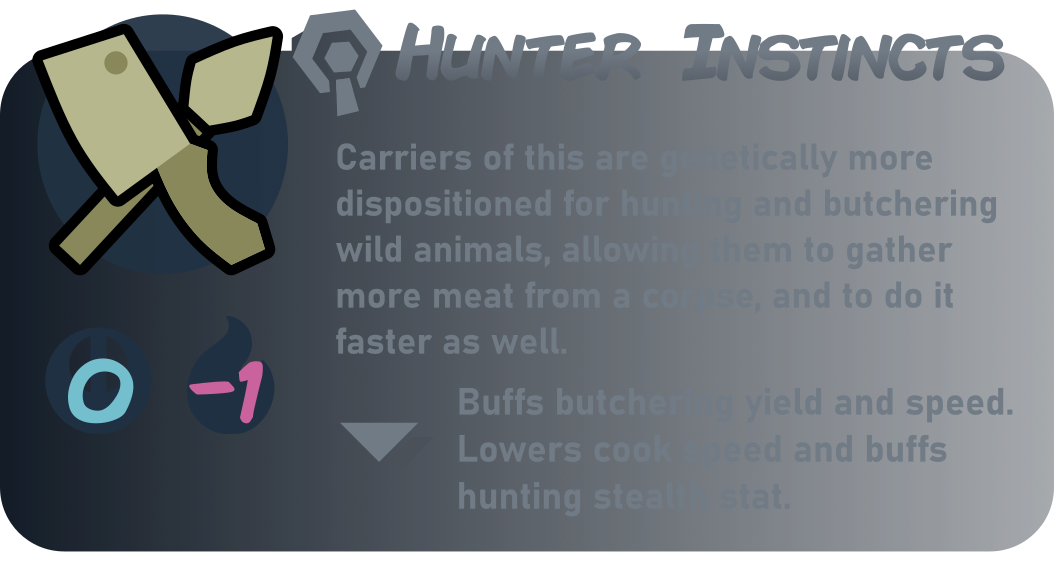 Hunter Instincts
Carriers of this are genetically more
dispositioned for hunting and butchering
wild animals, allowing them to gather
more meat from a corpse, and to do it
faster as well.
0 -1
Buffs butchering yield and speed.
Lowers cook speed and buffs
hunting stealth stat.